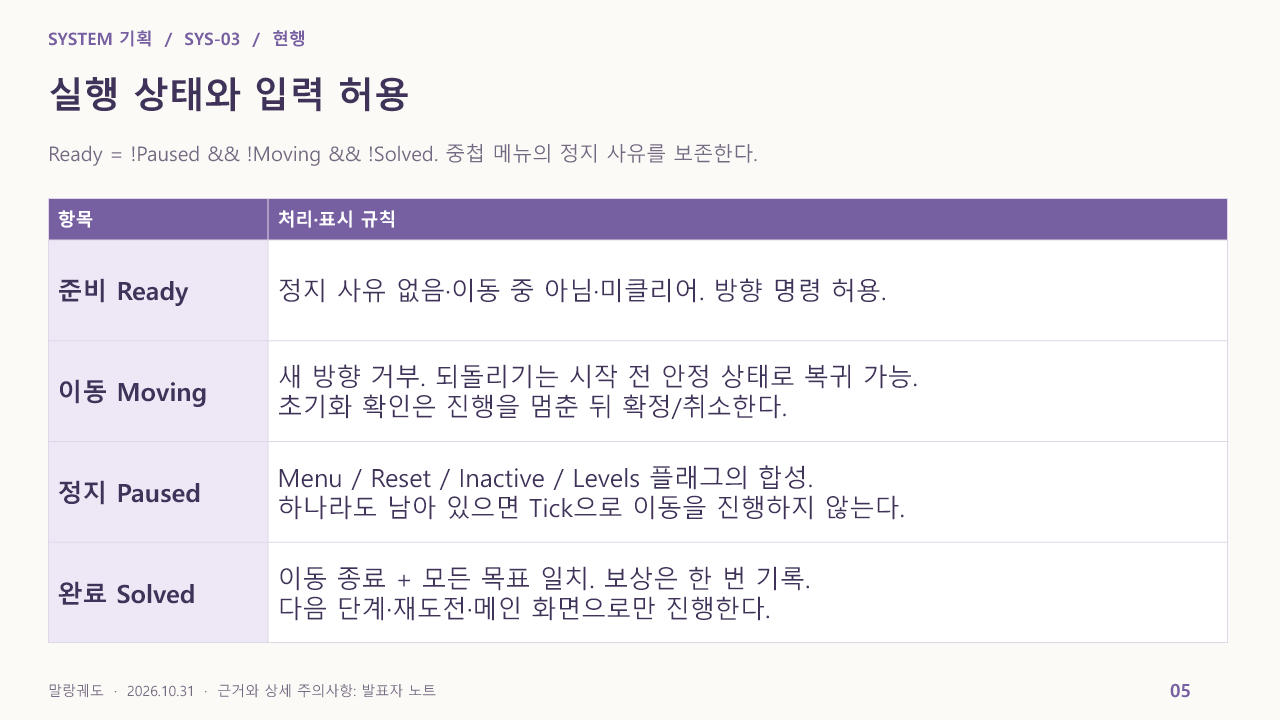 SYSTEM 기획 / SYS-03 / 현행
실행 상태와 입력 허용
Ready = !Paused && !Moving && !Solved. 중첩 메뉴의 정지 사유를 보존한다.
항목
처리·표시 규칙
준비 Ready
정지 사유 없음·이동 중 아님·미클리어. 방향 명령 허용.
이동 Moving
새 방향 거부. 되돌리기는 시작 전 안정 상태로 복귀 가능.
초기화 확인은 진행을 멈춘 뒤 확정/취소한다.
정지 Paused
Menu / Reset / Inactive / Levels 플래그의 합성.
하나라도 남아 있으면 Tick으로 이동을 진행하지 않는다.
완료 Solved
이동 종료 + 모든 목표 일치. 보상은 한 번 기록.
다음 단계·재도전·메인 화면으로만 진행한다.
말랑궤도 · 2026.10.31 · 근거와 상세 주의사항: 발표자 노트
05